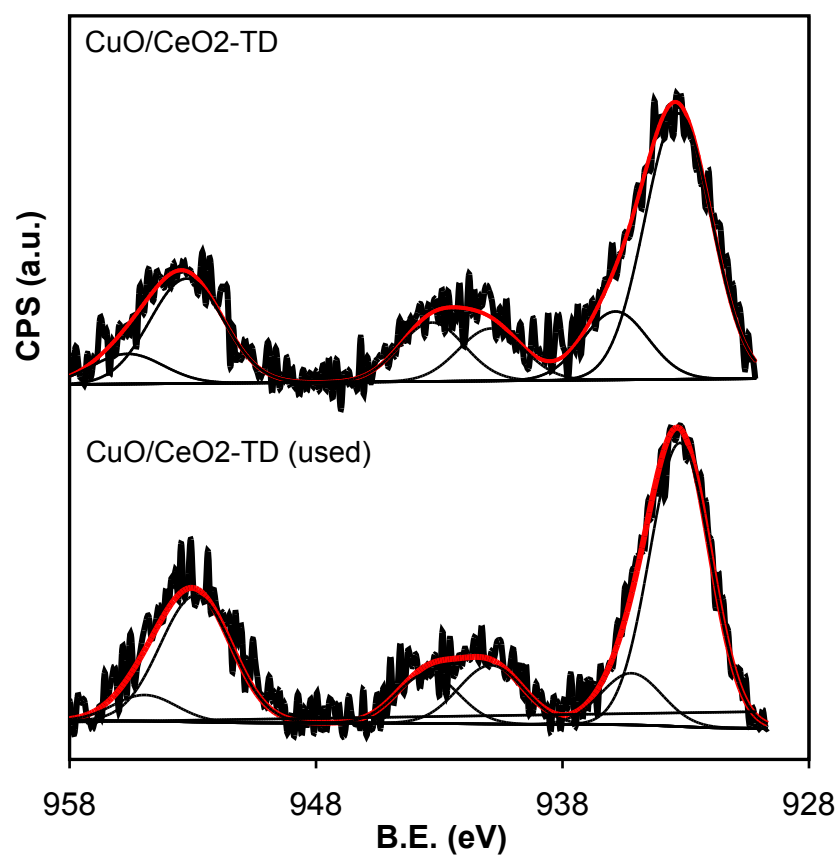 CuO/CeO2-TD
CPS (a.u.)
CuO/CeO2-TD (used)
958 948 938 928
B.E. (eV)